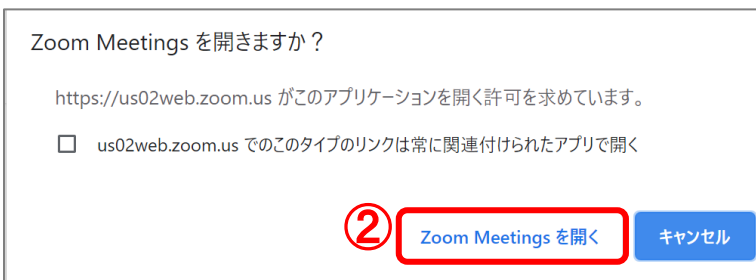 Zoom Meetings を開きますか？
https://us02web.zoom.us がこのアプリケーションを開く許可を求めています。
us02web.zoom.us でのこのタイプのリンクは常に関連付けられたアプリで開く
② Zoom Meetings を開く キャンセル